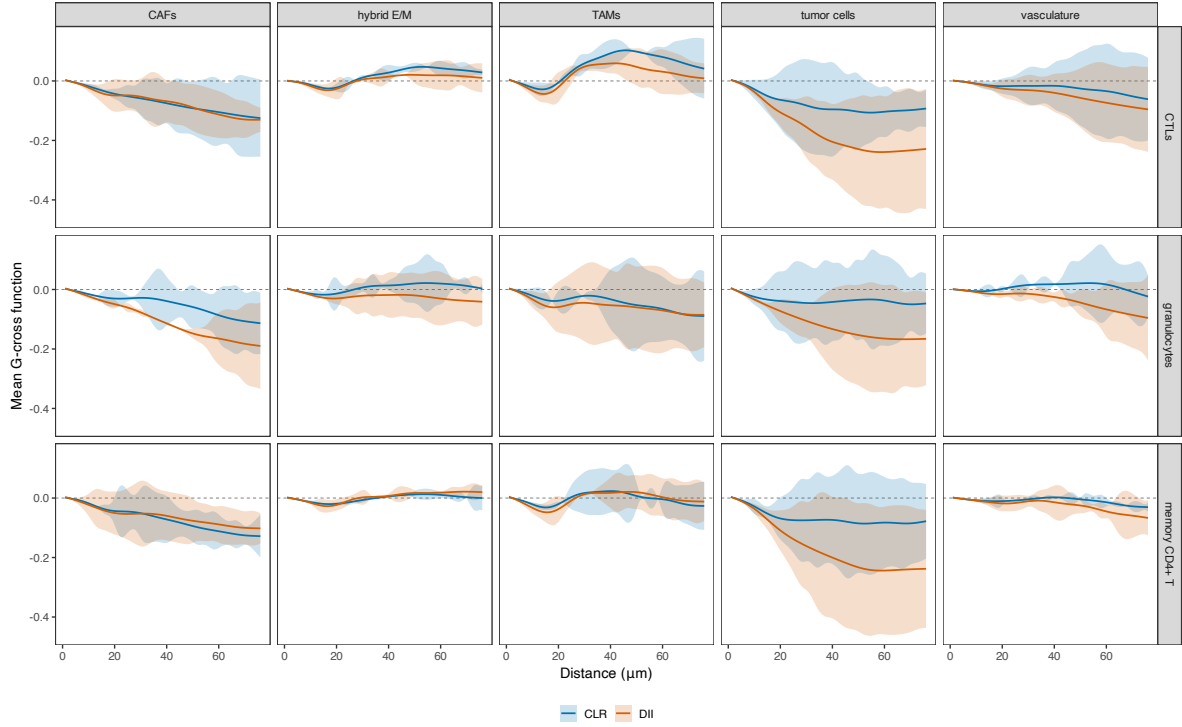 CAFs hybrid E/M TAMs tumor cells vasculature
Mean G-cross function
0.0
-0.2
-0.4
CTLs
0.0
-0.2
-0.4
granulocytes
0.0
-0.2
-0.4
memory CD4+ T
0 20 40 60 0 20 40 60 0 20 40 60 0 20 40 60 0 20 40 60
Distance (μm)
CLR DII